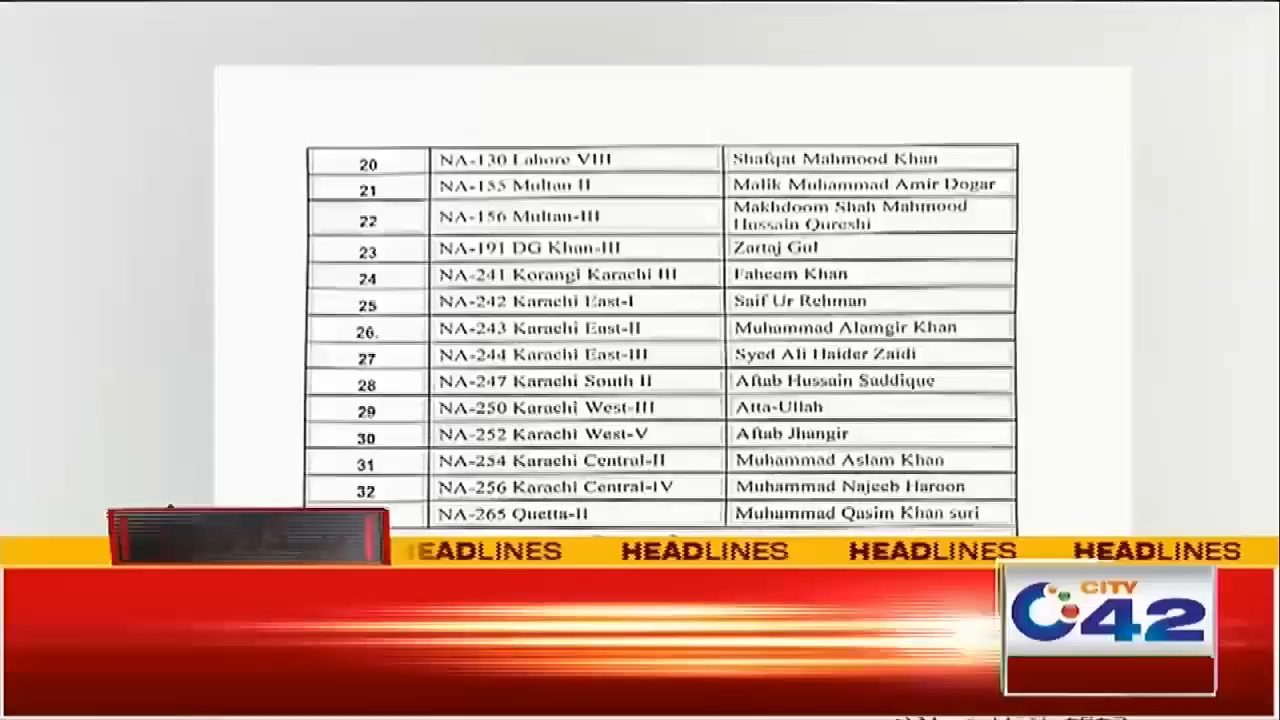 20 NA-130 Lahore VIII Shafqat Mahmood Khan
21 NA-155 Multan II Malik Muhammad Amir Dogar
22 NA-156 Multan-III Makhdoom Shah Mahmood
Hussain Qureshi
23 NA-191 DG Khan-III Zartaj Gul
24 NA-241 Korangi Karachi III Faheem Khan
25 NA-242 Karachi East-I Saif Ur Rehman
26. NA-243 Karachi East-II Muhammad Alamgir Khan
27 NA-244 Karachi East-III Syed Ali Haider Zaidi
28 NA-247 Karachi South II Aftab Hussain Saddique
29 NA-250 Karachi West-III Atta-Ullah
30 NA-252 Karachi West-V Aftab Jhangir
31 NA-254 Karachi Central-II Muhammad Aslam Khan
32 NA-256 Karachi Central-IV Muhammad Najeeb Haroon
NA-265 Quetta-II Muhammad Qasim Khan suri
EADLINES HEADLINES HEADLINES HEADLINES
CITY
42